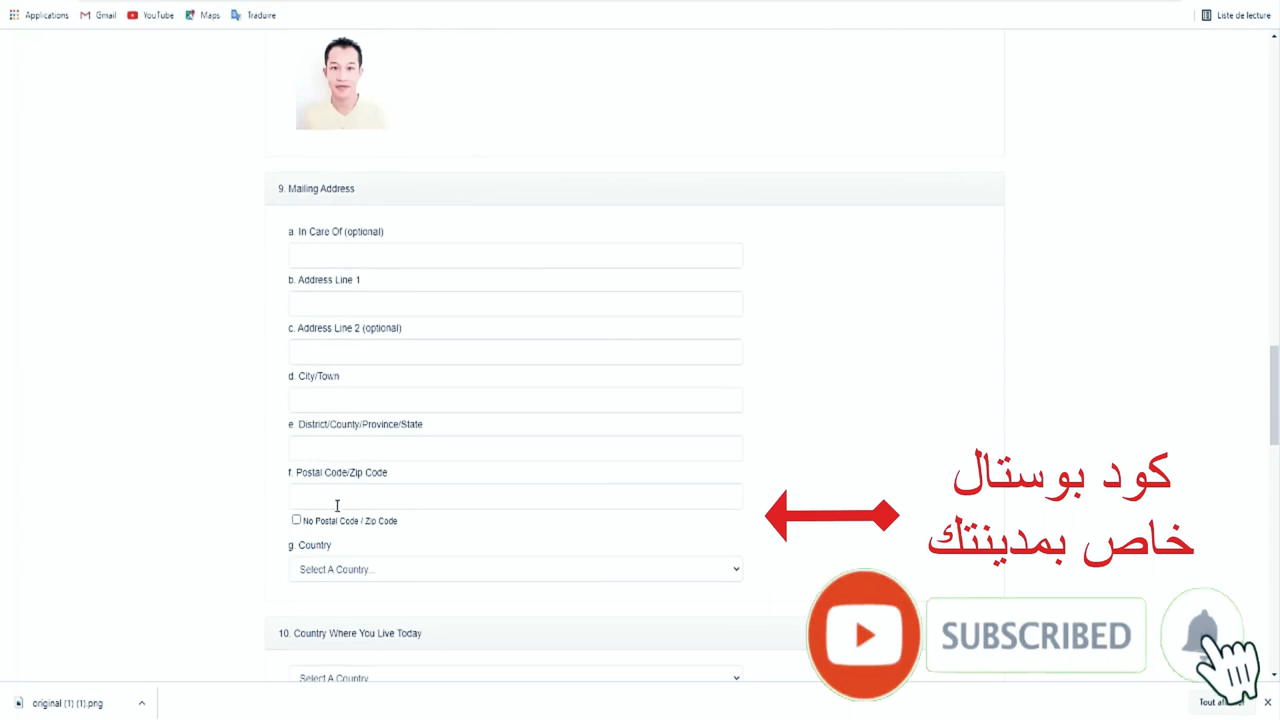 Applications Gmail YouTube Maps Traduire Liste de lecture
9. Mailing Address
a. In Care Of (optional)
b. Address Line 1
c. Address Line 2 (optional)
d. City/Town
e. District/County/Province/State
f. Postal Code/Zip Code
No Postal Code / Zip Code
g. Country
Select A Country...
كود بوستال
خاص بمدينتك
10. Country Where You Live Today
Select A Country
SUBSCRIBED
original (1) (1).png
Tout